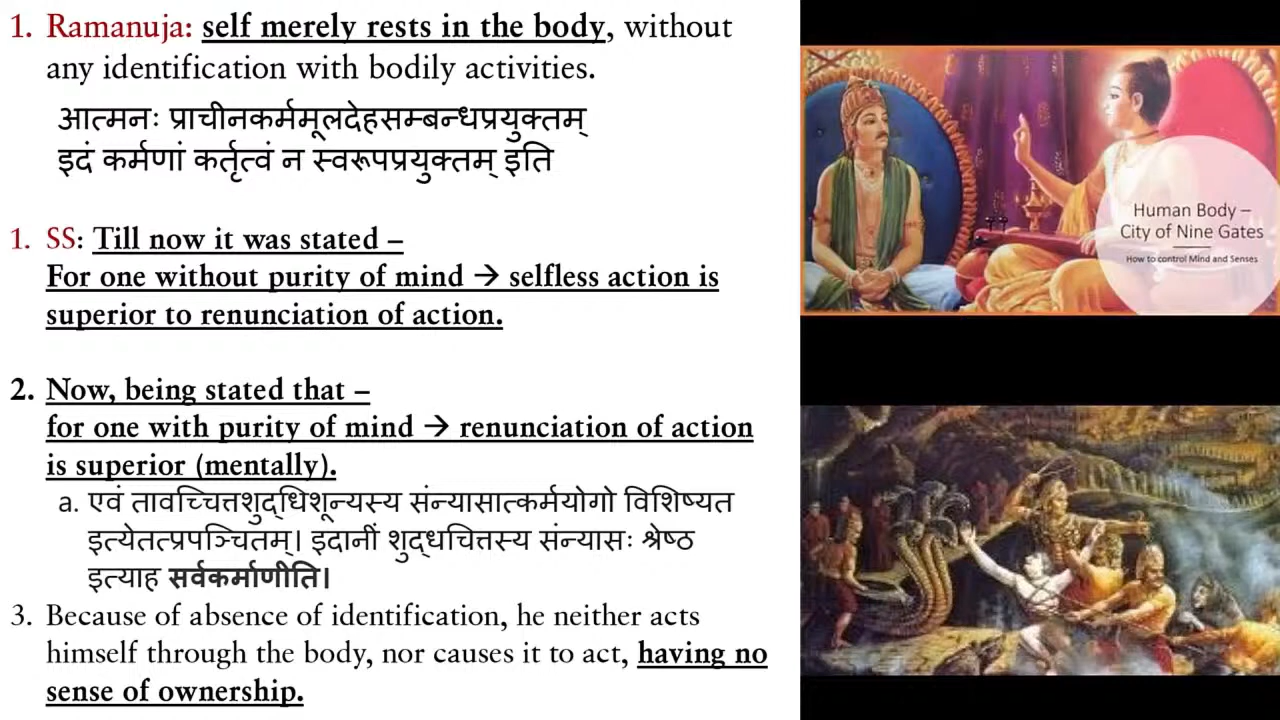 1. Ramanuja: self merely rests in the body, without
any identification with bodily activities.
आत्मनः प्राचीनकर्ममूलदेहसम्बन्धप्रयुक्तम्
इदं कर्मणां कर्तृत्वं न स्वरूपप्रयुक्तम् इति
1. SS: Till now it was stated –
For one without purity of mind → selfless action is
superior to renunciation of action.
2. Now, being stated that –
for one with purity of mind → renunciation of action
is superior (mentally).
a. एवं तावच्चित्तशुद्धिशून्यस्य संन्यासात्कर्मयोगो विशिष्यत
इत्येतत्प्रपञ्चितम्। इदानीं शुद्धचित्तस्य संन्यासः श्रेष्ठ
इत्याह सर्वकर्माणीति।
3. Because of absence of identification, he neither acts
himself through the body, nor causes it to act, having no
sense of ownership.
Human Body –
City of Nine Gates
How to control Mind and Senses